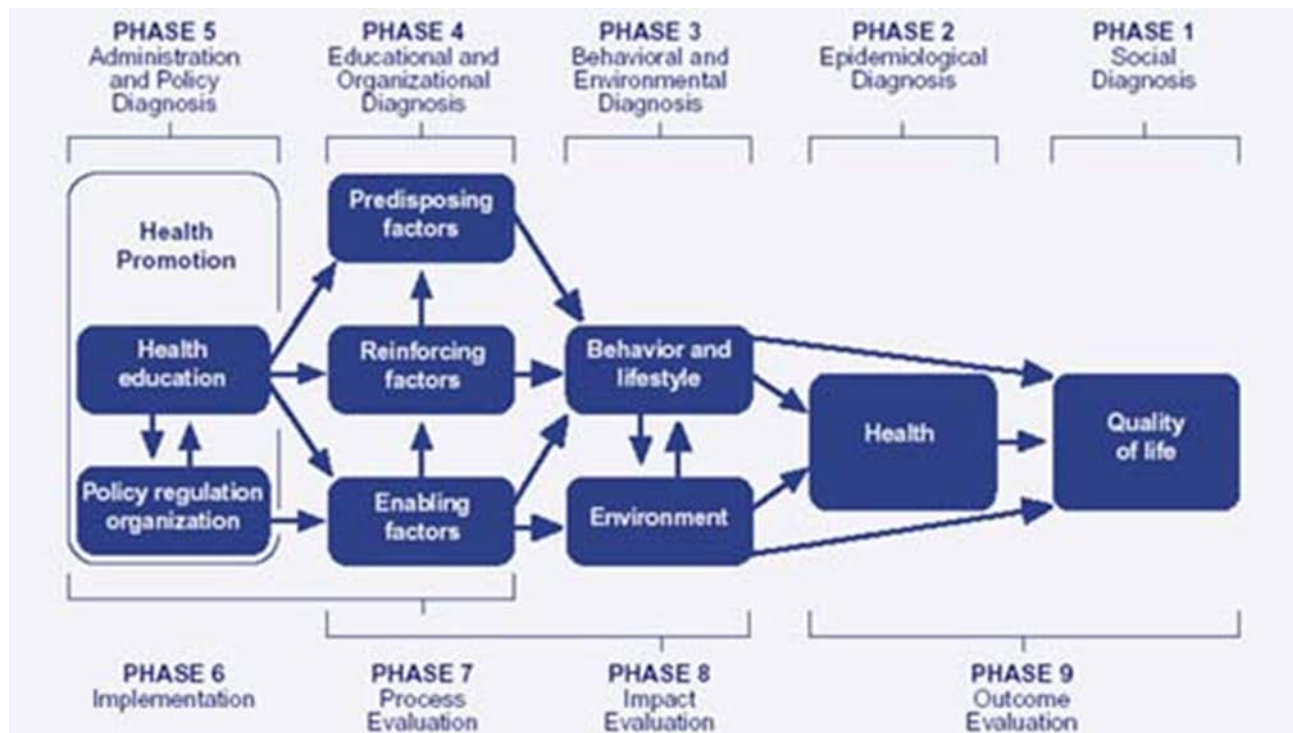 PHASE 5
Administration
and Policy
Diagnosis
PHASE 4
Educational and
Organizational
Diagnosis
PHASE 3
Behavioral and
Environmental
Diagnosis
PHASE 2
Epidemiological
Diagnosis
PHASE 1
Social
Diagnosis
Health
Promotion
Health
education
Policy regulation
organization
Predisposing
factors
Reinforcing
factors
Enabling
factors
Behavior and
lifestyle
Environment
Health
Quality
of life
PHASE 6
Implementation
PHASE 7
Process
Evaluation
PHASE 8
Impact
Evaluation
PHASE 9
Outcome
Evaluation